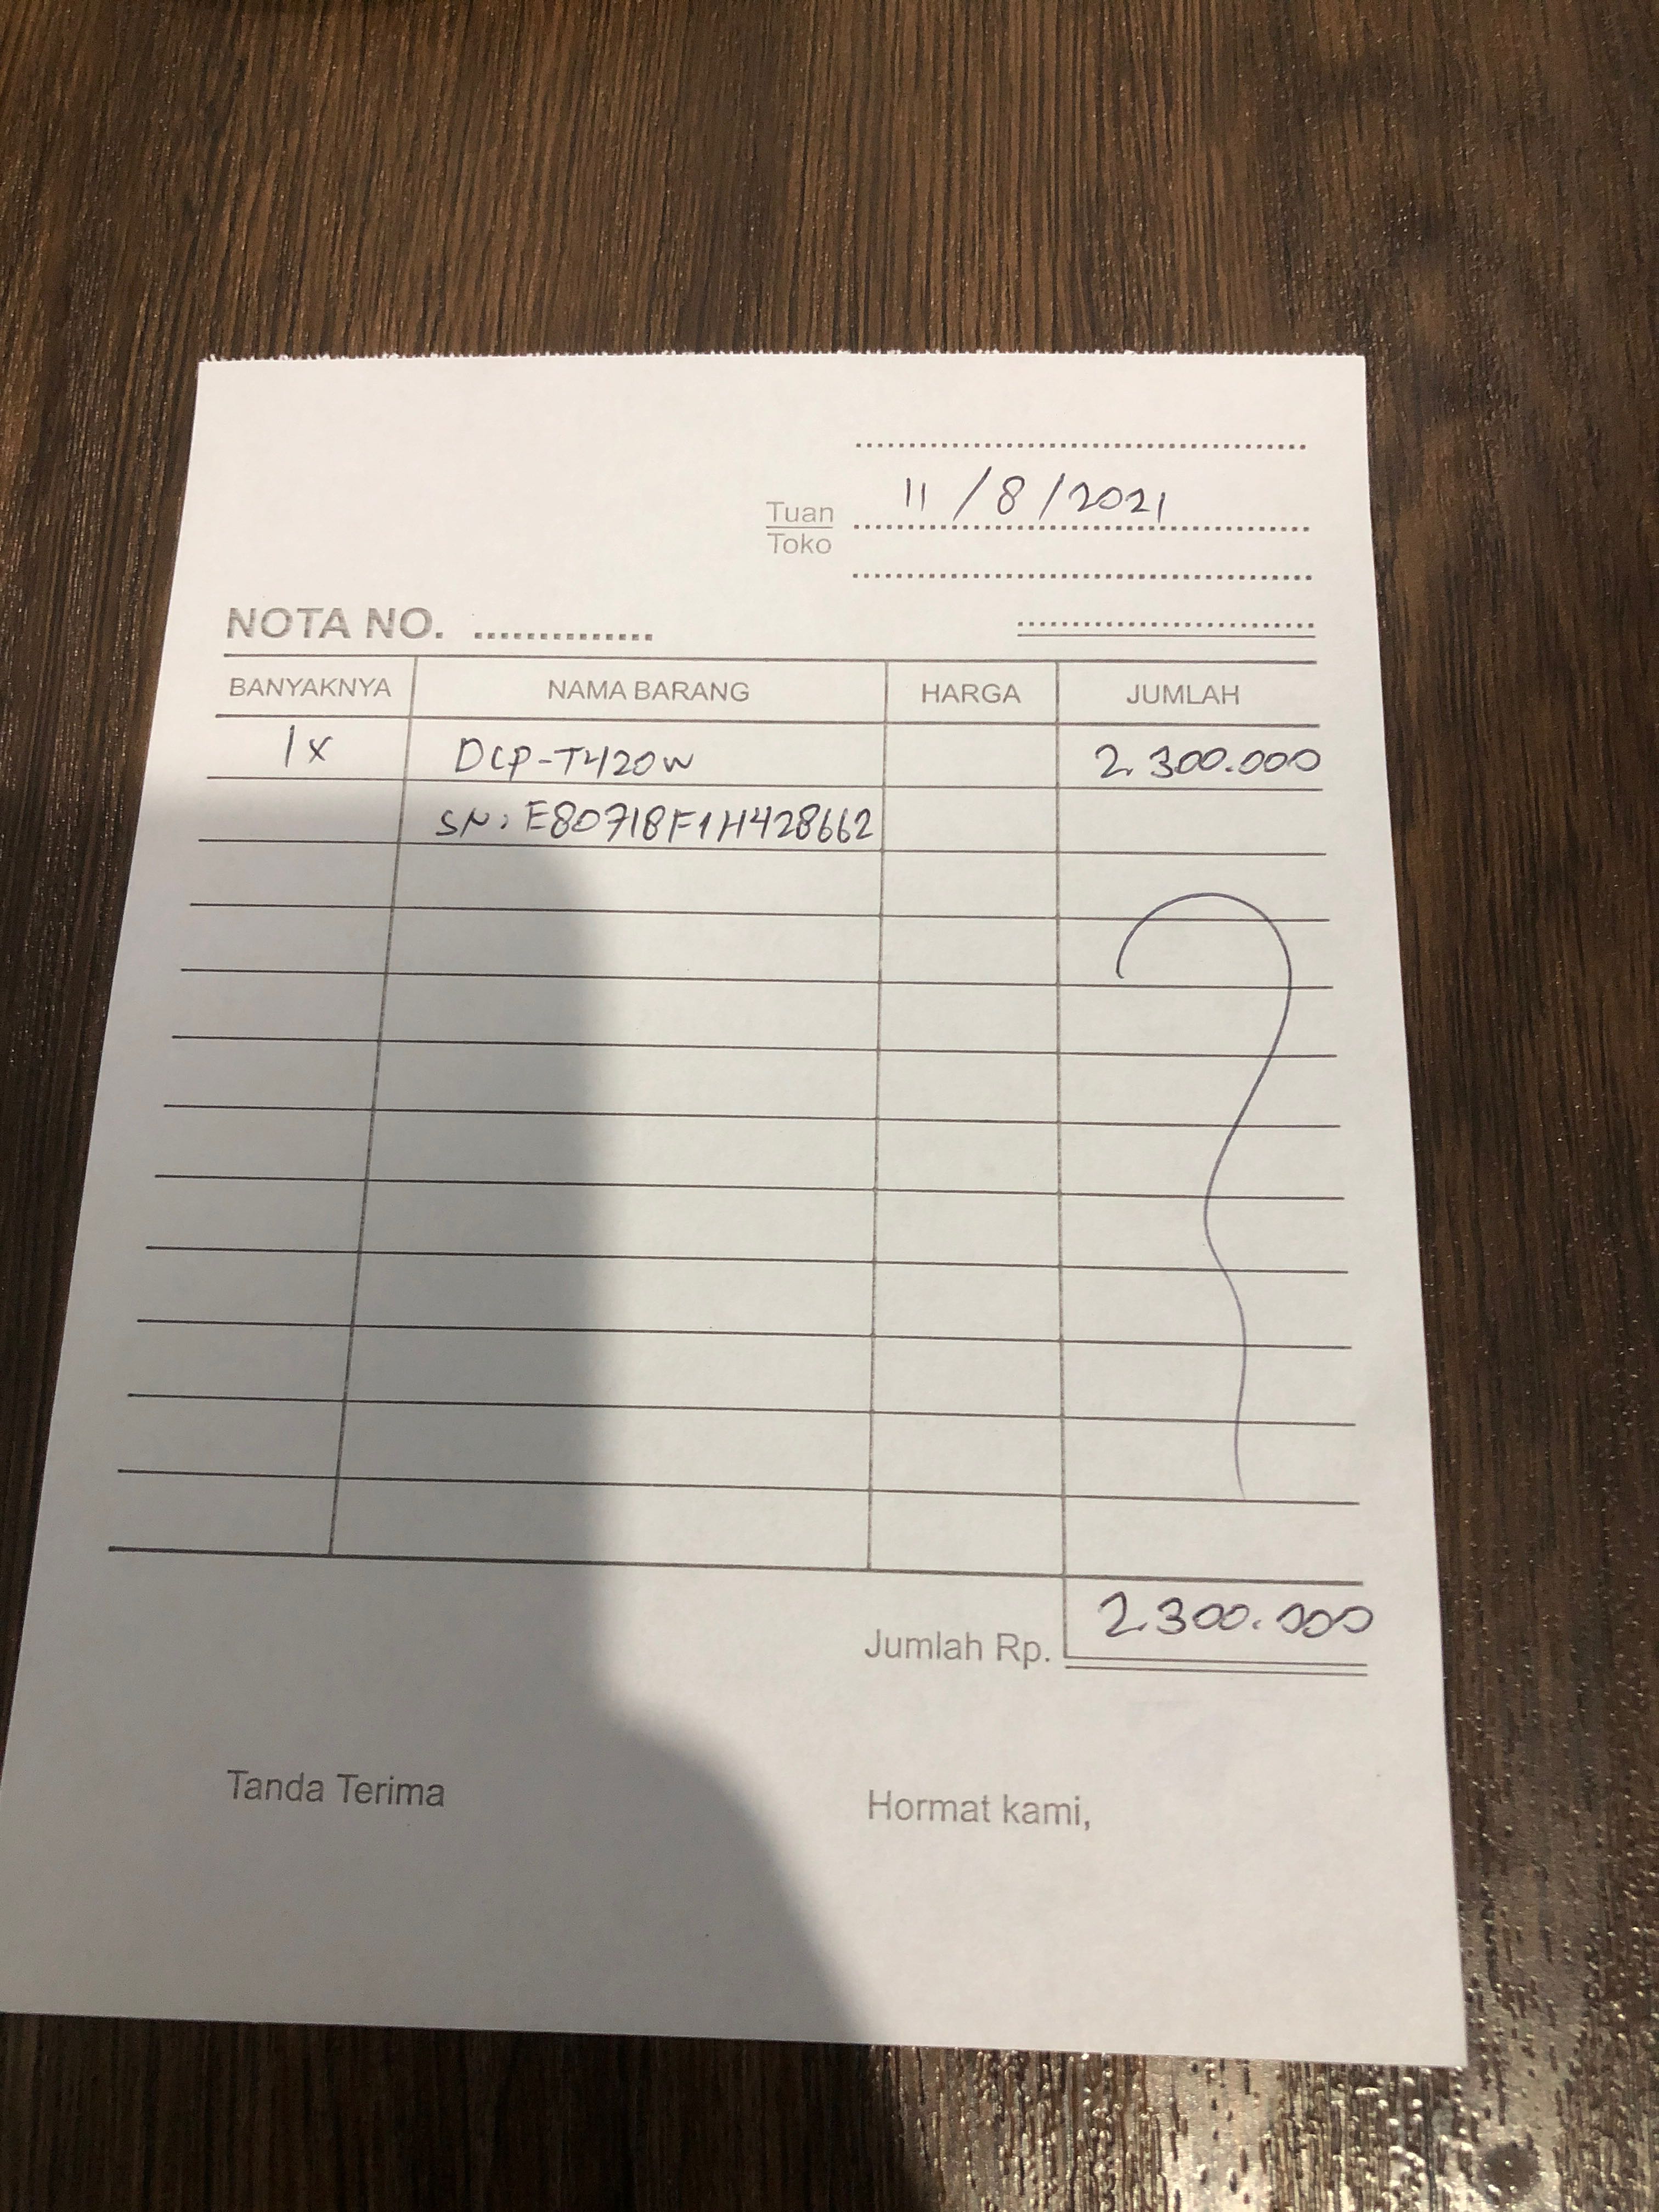 11/8/2021
Tuan
Toko
NOTA NO. ..............
BANYAKNYA NAMA BARANG HARGA JUMLAH
1x DCP-T420W 2.300.000
SN: E80718F1H428662
Jumlah Rp. 2.300.000
Tanda Terima Hormat kami,